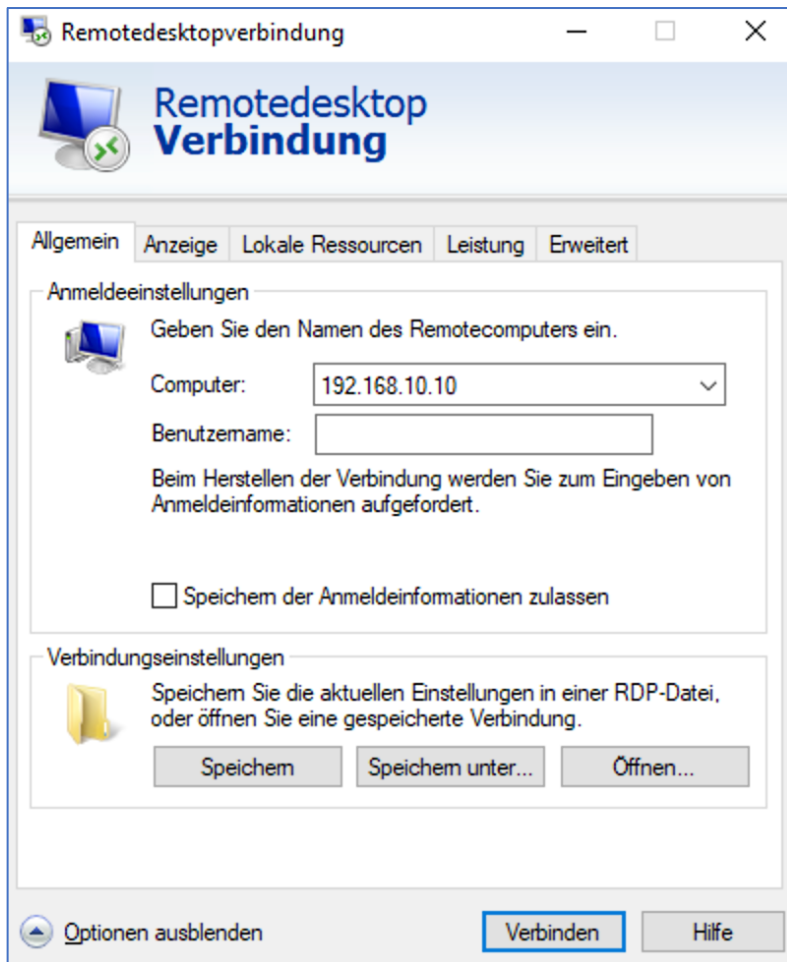 Remotedesktopverbindung
Remotedesktop
Verbindung
Allgemein Anzeige Lokale Ressourcen Leistung Erweitert
Anmeldeeinstellungen
Geben Sie den Namen des Remotecomputers ein.
Computer: 192.168.10.10
Benutzername:
Beim Herstellen der Verbindung werden Sie zum Eingeben von
Anmeldeinformationen aufgefordert.
Speichern der Anmeldeinformationen zulassen
Verbindungseinstellungen
Speichern Sie die aktuellen Einstellungen in einer RDP-Datei,
oder öffnen Sie eine gespeicherte Verbindung.
Speichern Speichern unter... Öffnen...
Optionen ausblenden Verbinden Hilfe